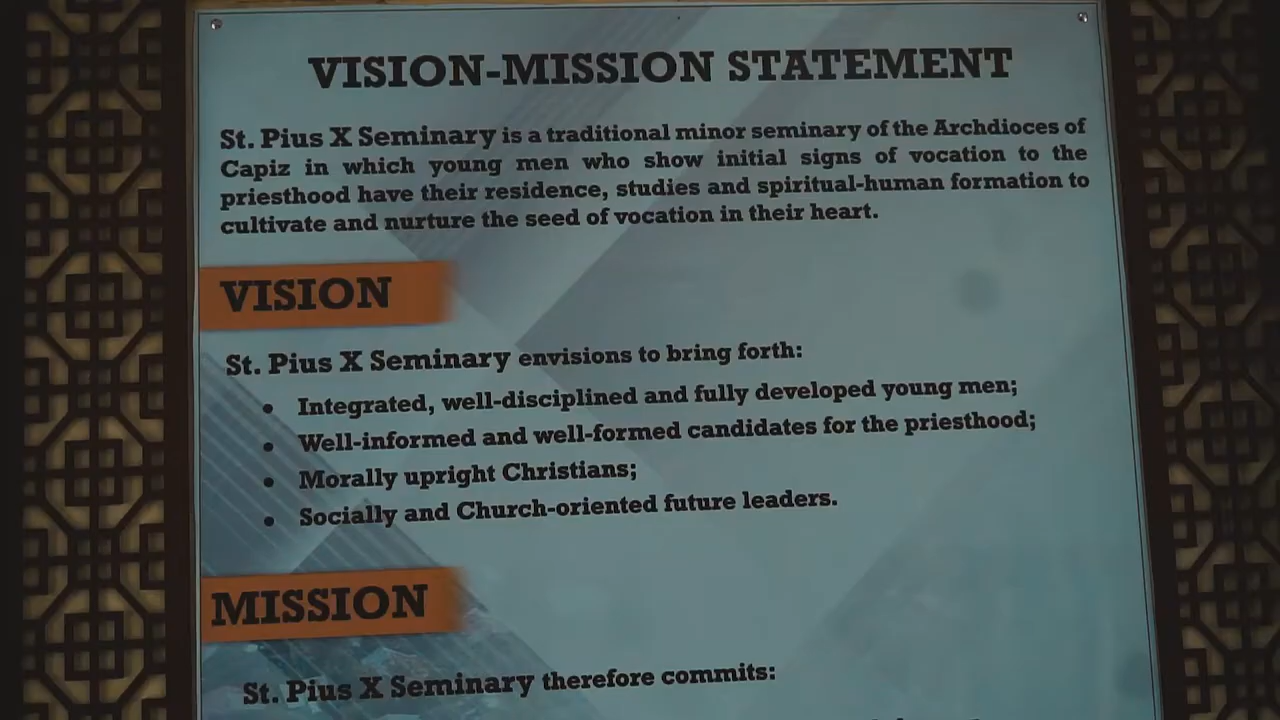 VISION-MISSION STATEMENT
St. Pius X Seminary is a traditional minor seminary of the Archdioces of
Capiz in which young men who show initial signs of vocation to the
priesthood have their residence, studies and spiritual-human formation to
cultivate and nurture the seed of vocation in their heart.
VISION
St. Pius X Seminary envisions to bring forth:
• Integrated, well-disciplined and fully developed young men;
• Well-informed and well-formed candidates for the priesthood;
• Morally upright Christians;
• Socially and Church-oriented future leaders.
MISSION
St. Pius X Seminary therefore commits: